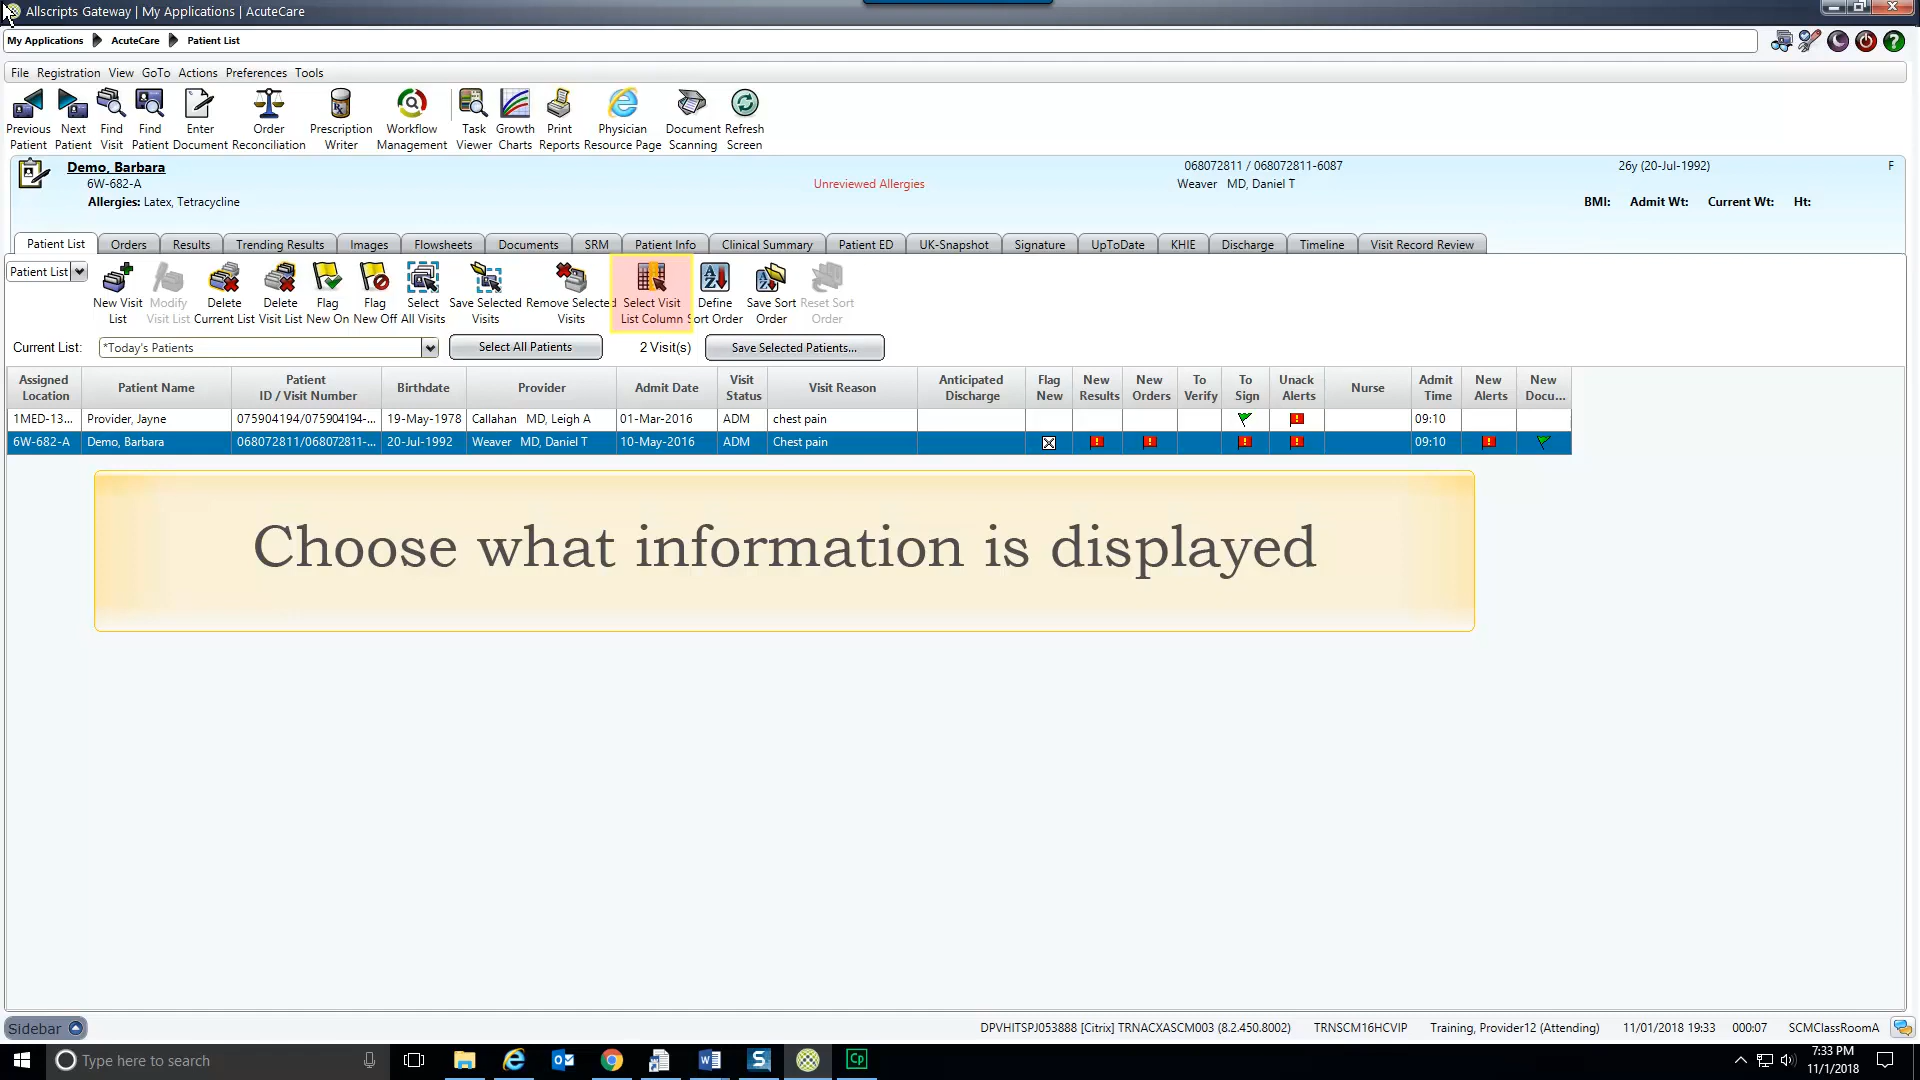 Allscripts Gateway | My Applications | AcuteCare
My Applications AcuteCare Patient List
File Registration View GoTo Actions Preferences Tools
Previous Patient Next Patient Find Visit Find Patient Enter Document Order Reconciliation Prescription Writer Workflow Management Task Viewer Growth Charts Print Reports Physician Resource Page Document Scanning Refresh Screen
Demo, Barbara 068072811 / 068072811-6087 26y (20-Jul-1992) F
6W-682-A Unreviewed Allergies Weaver MD, Daniel T
Allergies: Latex, Tetracycline BMI: Admit Wt: Current Wt: Ht:
Patient List Orders Results Trending Results Images Flowsheets Documents SRM Patient Info Clinical Summary Patient ED UK-Snapshot Signature UpToDate KHIE Discharge Timeline Visit Record Review
Patient List
New Visit List Modify Visit List Delete Current List Delete Visit List Flag New On Flag New Off Select All Visits Save Selected Visits Remove Selected Visits Select Visit List Column Define Sort Order Save Sort Order Reset Sort Order
Current List: *Today's Patients Select All Patients 2 Visit(s) Save Selected Patients...
Assigned Location Patient Name Patient ID / Visit Number Birthdate Provider Admit Date Visit Status Visit Reason Anticipated Discharge Flag New New Results New Orders To Verify To Sign Unack Alerts Nurse Admit Time New Alerts New Docu...
1MED-13... Provider, Jayne 075904194/075904194-... 19-May-1978 Callahan MD, Leigh A 01-Mar-2016 ADM chest pain 09:10
6W-682-A Demo, Barbara 068072811/068072811-... 20-Jul-1992 Weaver MD, Daniel T 10-May-2016 ADM Chest pain 09:10
Choose what information is displayed
Sidebar DPVHITSPJ053888 [Citrix] TRNACXASCM003 (8.2.450.8002) TRNSCM16HCVIP Training, Provider12 (Attending) 11/01/2018 19:33 000:07 SCMClassRoomA
Type here to search
7:33 PM
11/1/2018